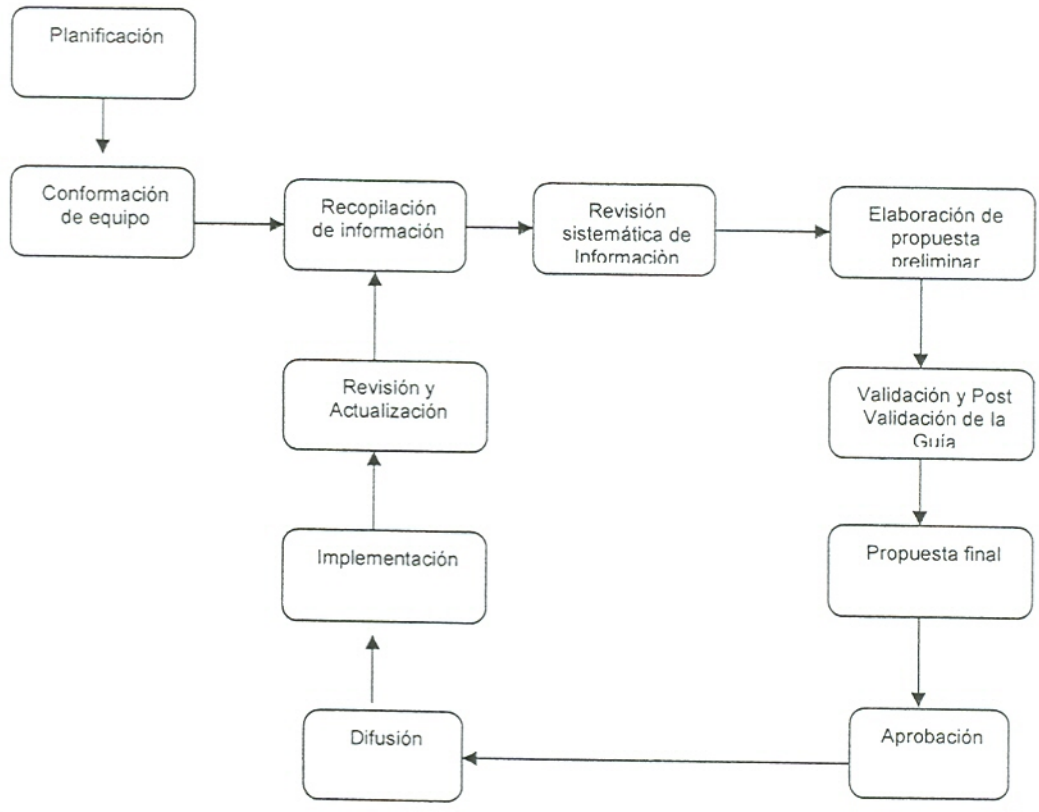 Planificación
Conformación
de equipo
Recopilación
de información
Revisión
sistemática de
Informaciòn
Elaboración de
propuesta
preliminar
Revisión y
Actualización
Validación y Post
Validación de la
Guía
Implementación
Propuesta final
Difusión
Aprobación